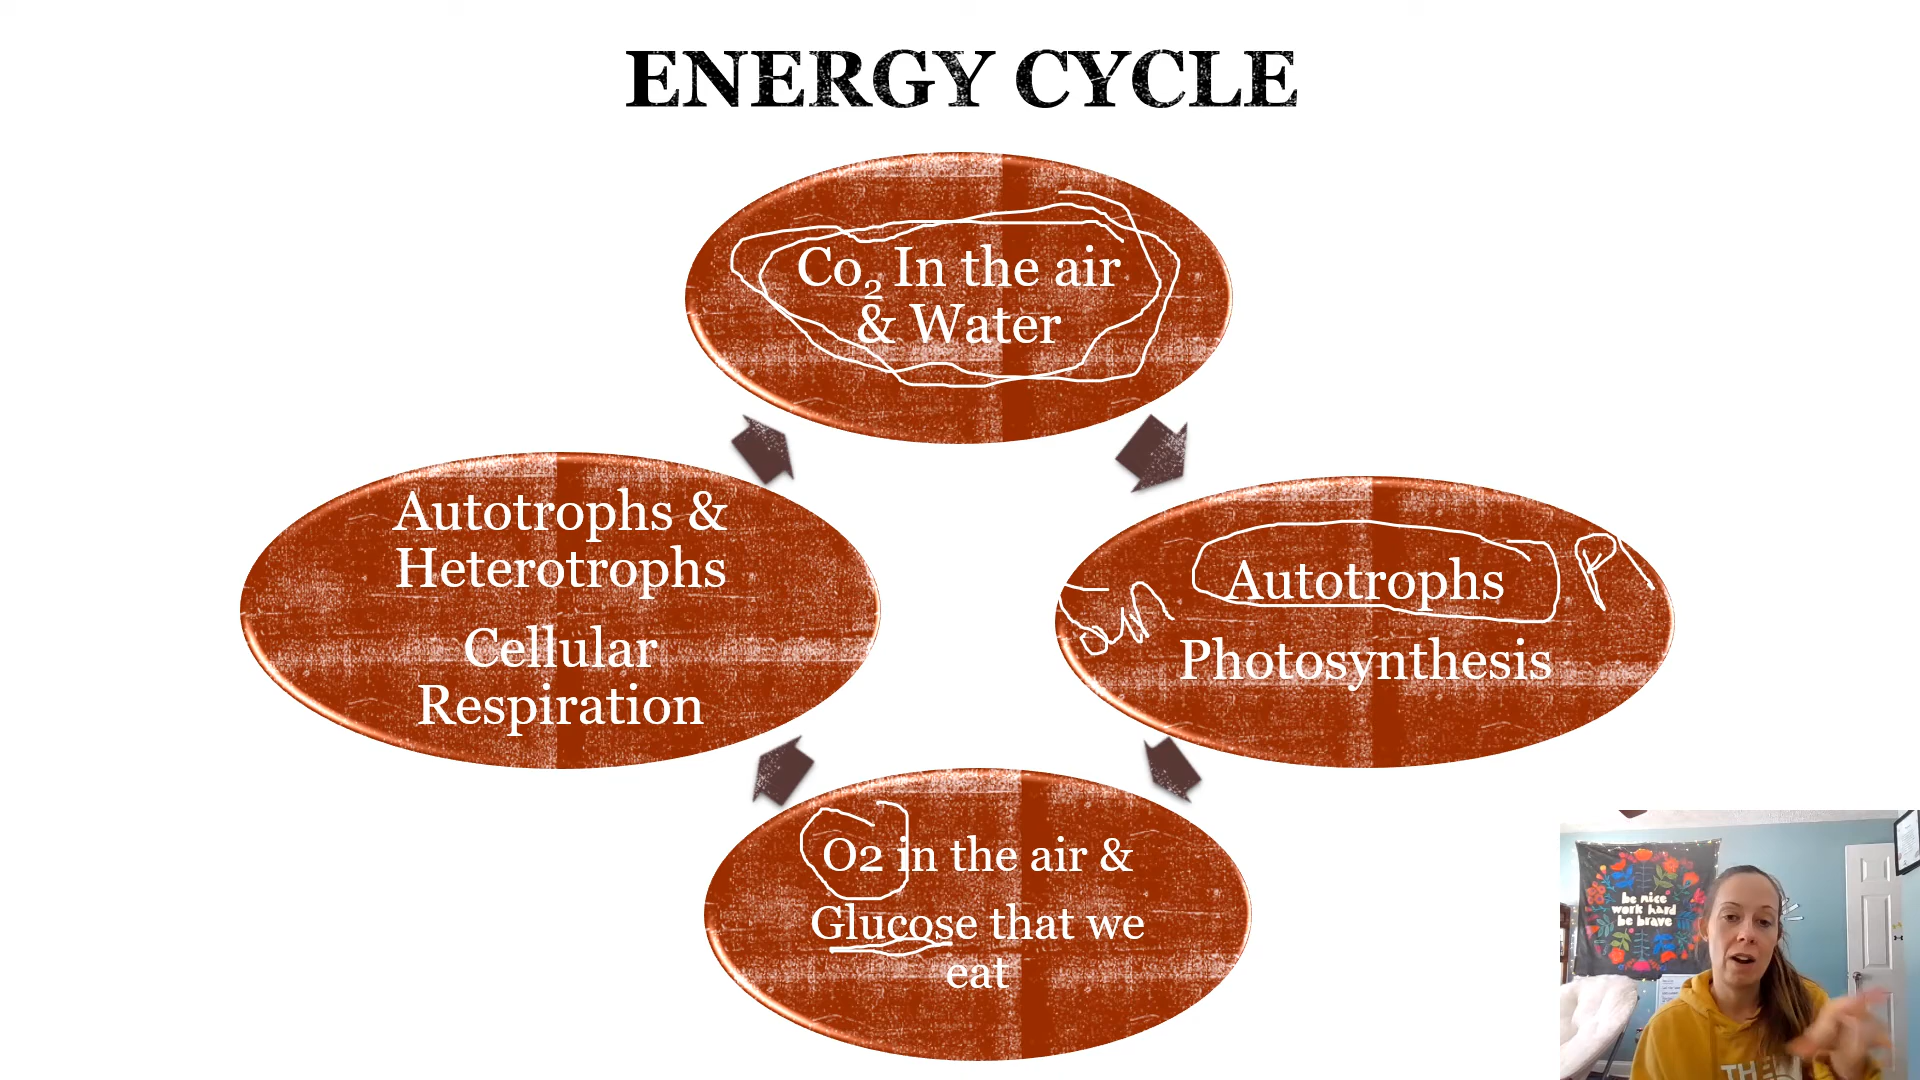 ENERGY CYCLE
Co₂ In the air
& Water
Autotrophs &
Heterotrophs
Cellular
Respiration
Autotrophs
Photosynthesis
O2 in the air &
Glucose that we
eat
be nice
work hard
be brave
TH